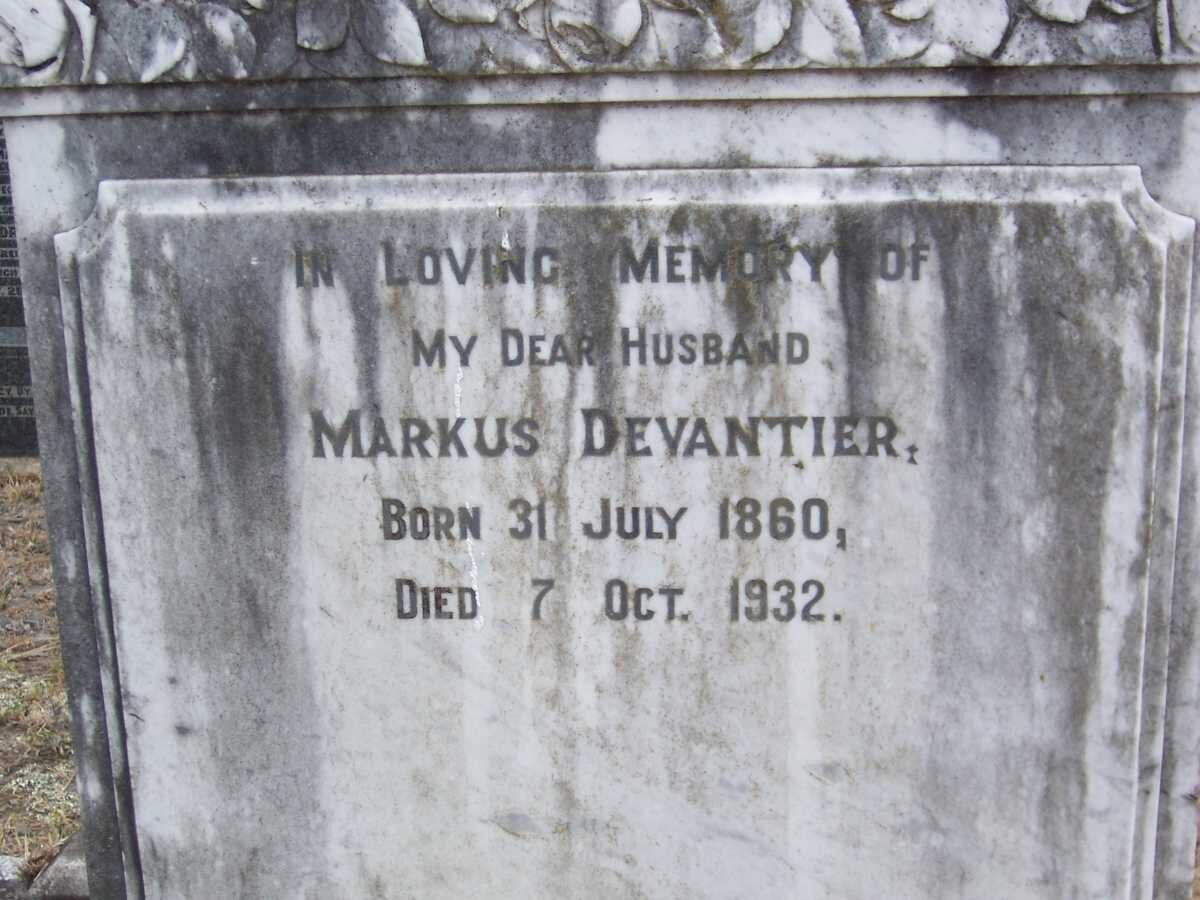 In Loving Memory of
My Dear Husband
Markus Devantier.
Born 31 July 1860,
Died 7 Oct. 1932.